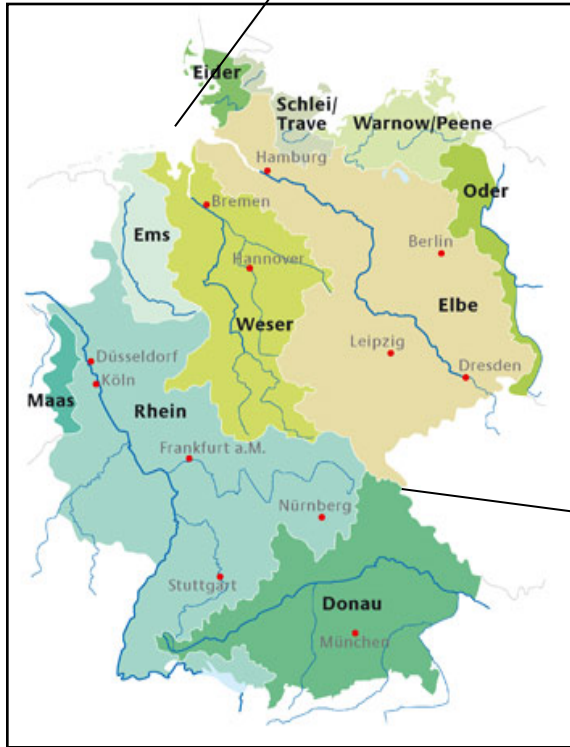 Eider
Schlei/
Trave
Warnow/Peene
Hamburg
Oder
Bremen
Ems
Berlin
Hannover
Elbe
Weser
Leipzig
Düsseldorf
Dresden
Köln
Maas
Rhein
Frankfurt a.M.
Nürnberg
Stuttgart
Donau
München